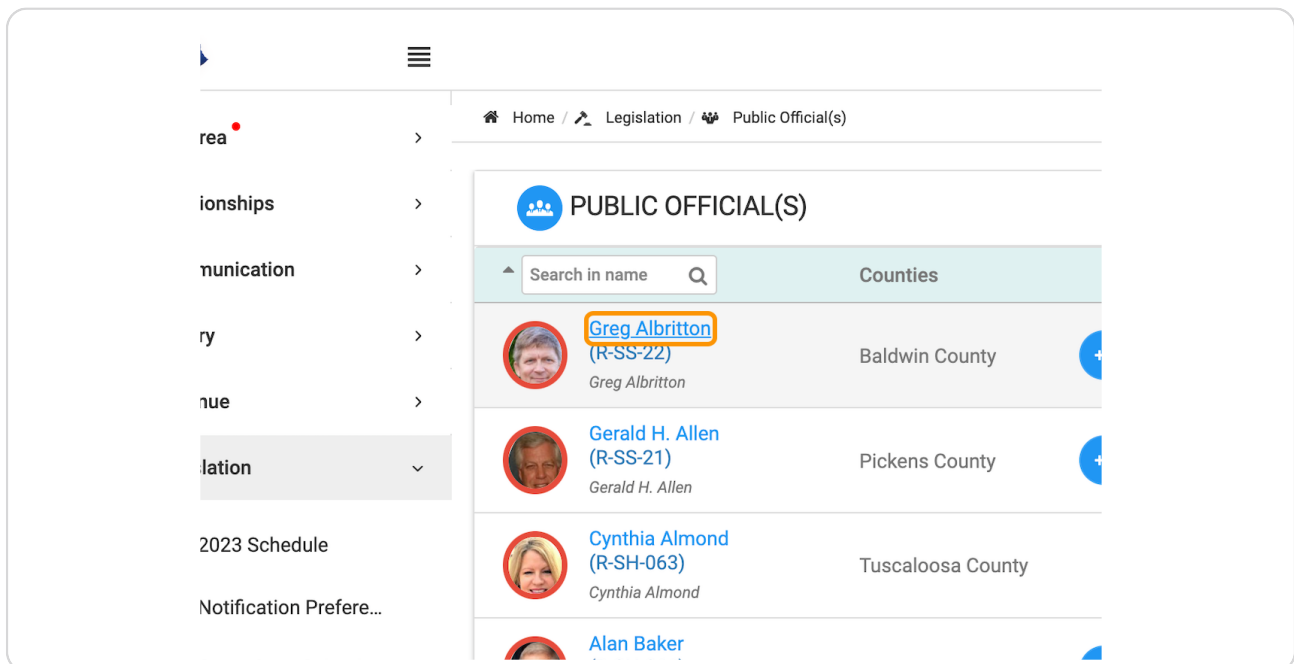 Home / Legislation / Public Official(s)
rea
ionships
munication
ry
nue
lation
2023 Schedule
Notification Prefere...
PUBLIC OFFICIAL(S)
Search in name
Counties
Greg Albritton
(R-SS-22)
Greg Albritton
Baldwin County
Gerald H. Allen
(R-SS-21)
Gerald H. Allen
Pickens County
Cynthia Almond
(R-SH-063)
Cynthia Almond
Tuscaloosa County
Alan Baker